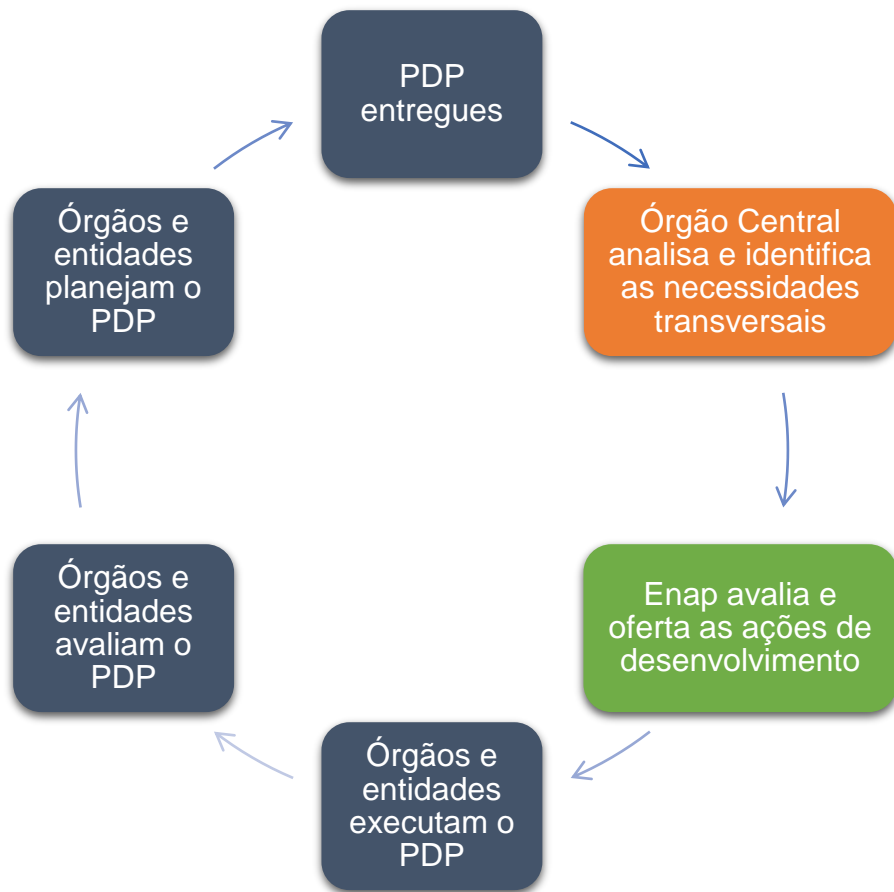 PDP
entregues
Órgão Central
analisa e identifica
as necessidades
transversais
Enap avalia e
oferta as ações de
desenvolvimento
Órgãos e
entidades
executam o
PDP
Órgãos e
entidades
avaliam o
PDP
Órgãos e
entidades
planejam o
PDP